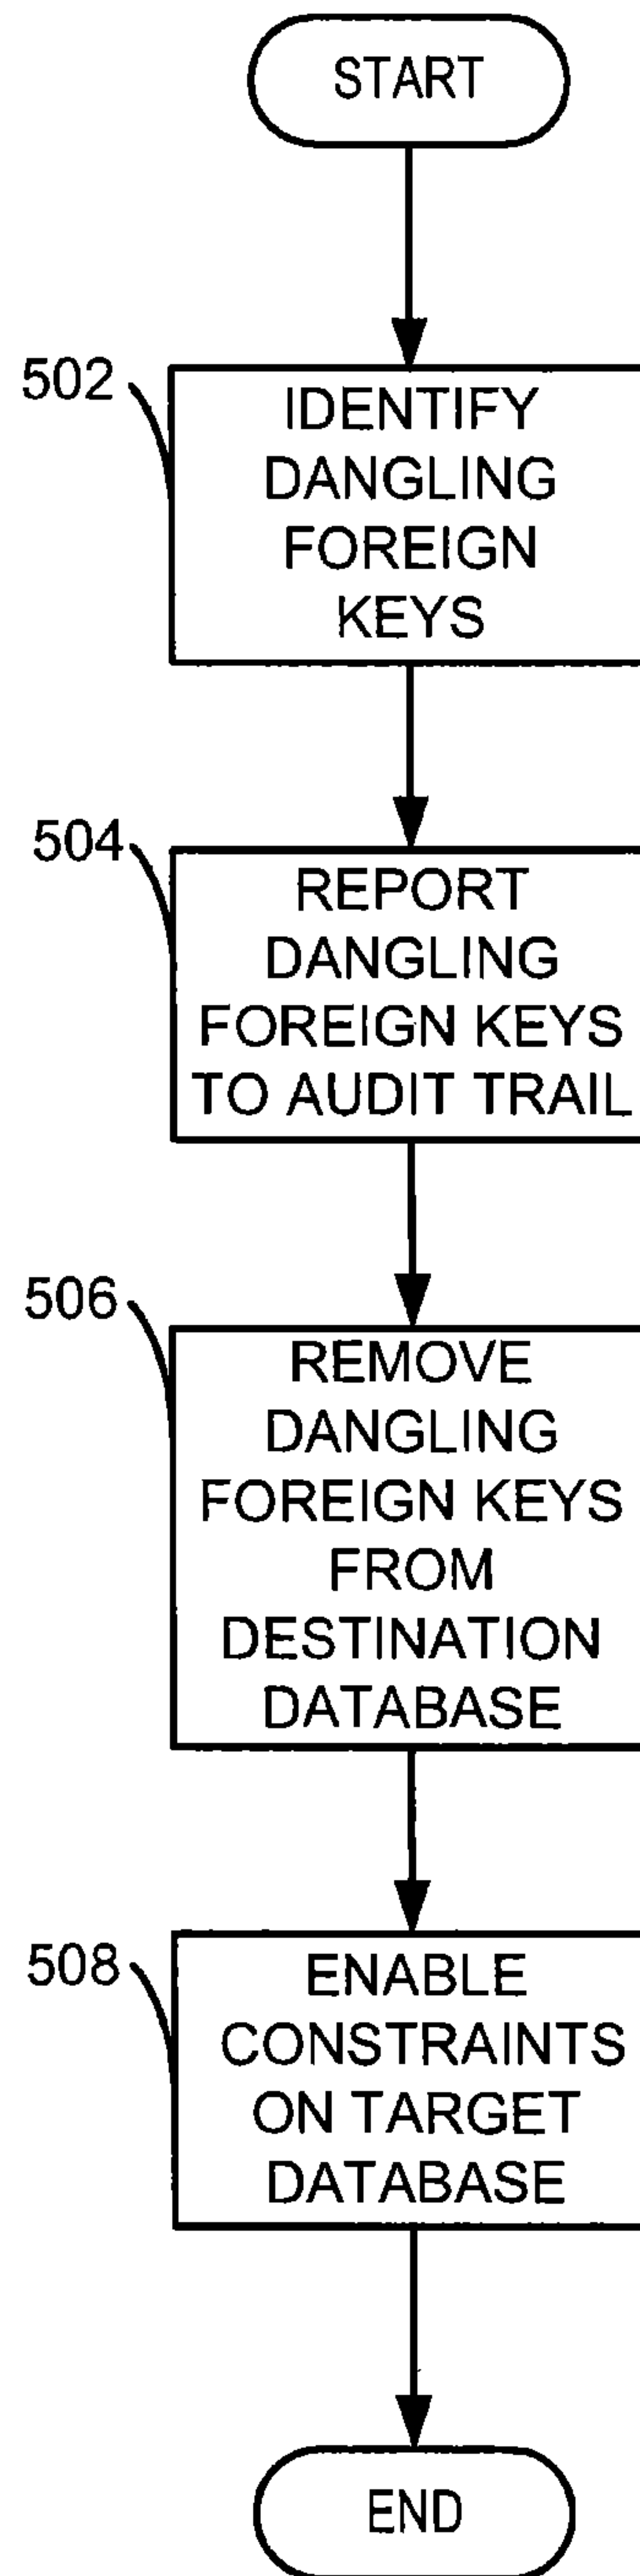 START
502
IDENTIFY
DANGLING
FOREIGN
KEYS
504
REPORT
DANGLING
FOREIGN KEYS
TO AUDIT TRAIL
506
REMOVE
DANGLING
FOREIGN KEYS
FROM
DESTINATION
DATABASE
508
ENABLE
CONSTRAINTS
ON TARGET
DATABASE
END